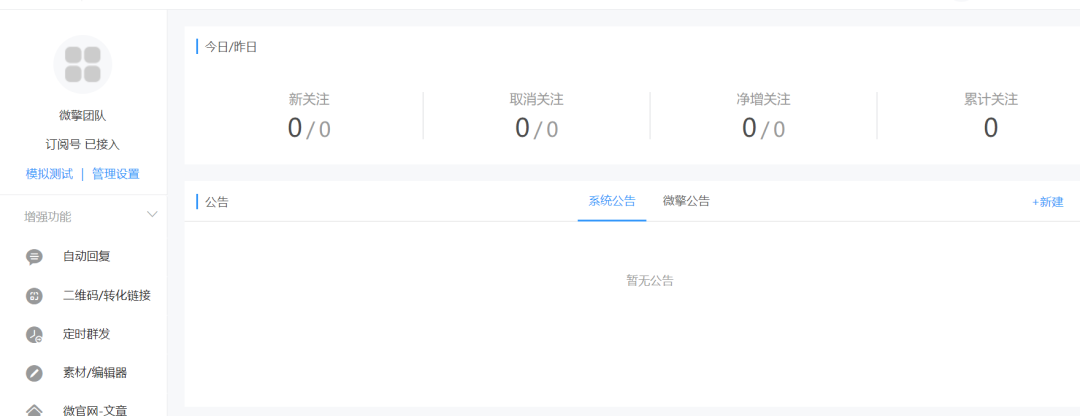 微擎团队
订阅号 已接入
模拟测试 | 管理设置
增强功能
自动回复
二维码/转化链接
定时群发
素材/编辑器
微官网-文章
今日/昨日
新关注 取消关注 净增关注 累计关注
0 / 0 0 / 0 0 / 0 0
公告 系统公告 微擎公告 +新建
暂无公告